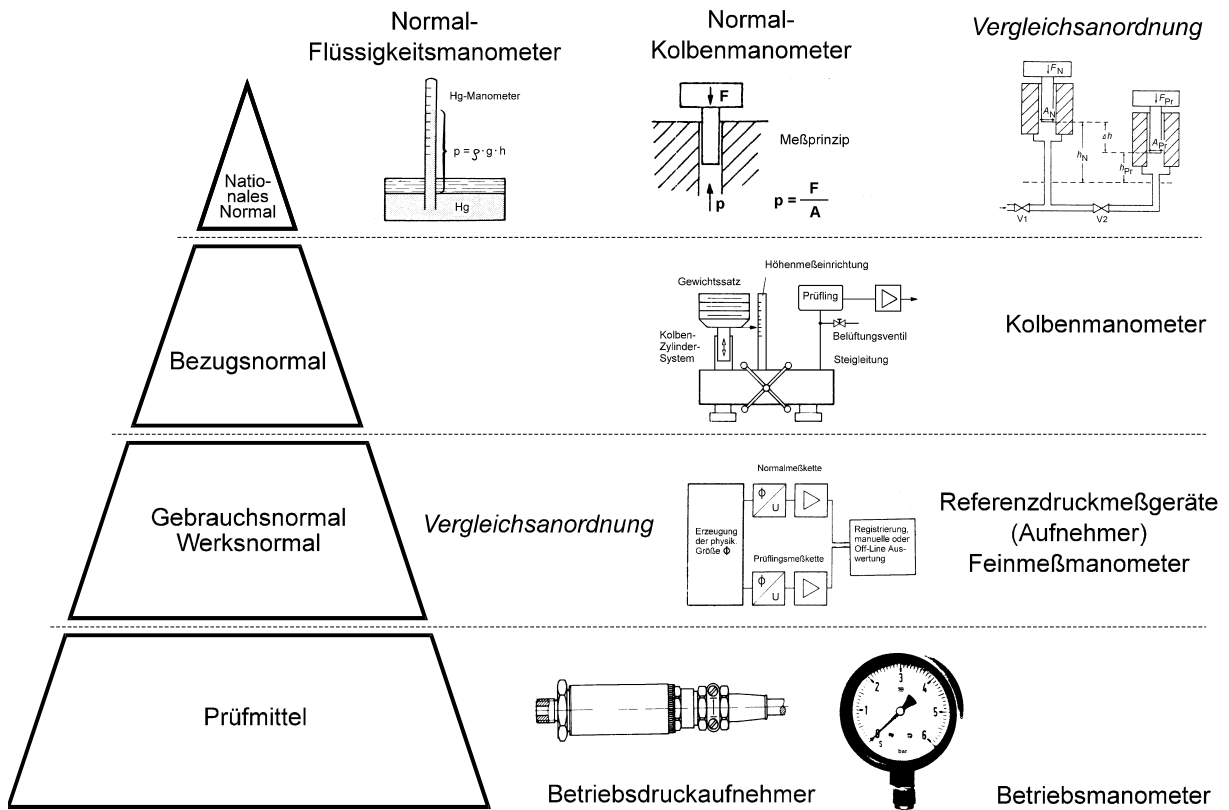 Normal-
Flüssigkeitsmanometer
Normal-
Kolbenmanometer
Vergleichsanordnung
Natio-
nales
Normal
Hg-Manometer
p = ϱ·g·h
Hg
F
Meßprinzip
p
p = F / A
F_N
A_N
F_Pr
A_Pr
Δh
h_N
h_Pr
V1
V2
Bezugsnormal
Gewichtssatz
Höhenmeßeinrichtung
Kolben-
Zylinder-
System
Prüfling
Belüftungsventil
Steigleitung
Kolbenmanometer
Gebrauchsnormal
Werksnormal
Vergleichsanordnung
Normalmeßkette
Erzeugung
der physik.
Größe Φ
Φ
U
Prüflingsmeßkette
Φ
U
Registrierung,
manuelle oder
Off-Line Aus-
wertung
Referenzdruckmeßgeräte
(Aufnehmer)
Feinmeßmanometer
Prüfmittel
Betriebsdruckaufnehmer
0
1
2
3
4
5
6
S
bar
Betriebsmanometer